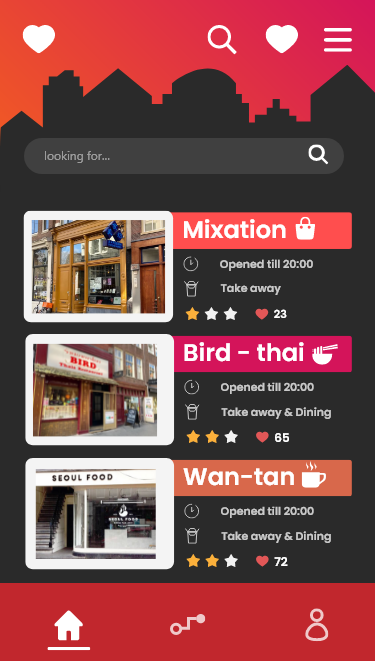 looking for...
Mixation
Opened till 20:00
Take away
23
BIRD
Bird - thai
Opened till 20:00
Take away & Dining
65
SEOUL FOOD
SEOUL FOOD
Wan-tan
Opened till 20:00
Take away & Dining
72